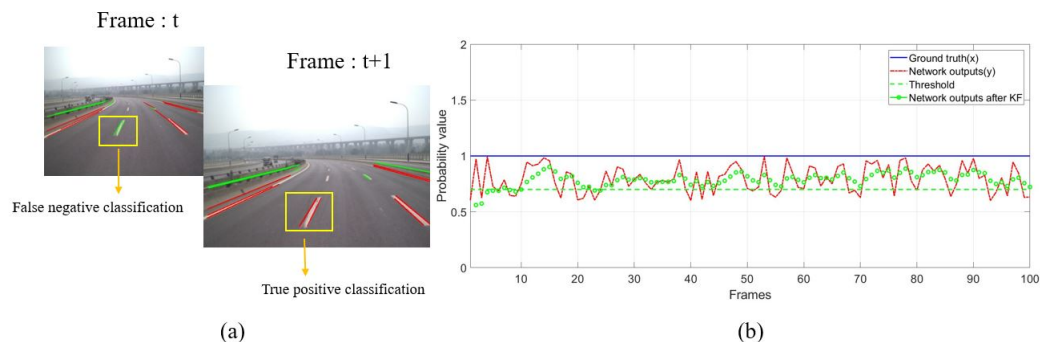 Frame : t
Frame : t+1
False negative classification
True positive classification
(a)
Probability value
2
1.5
1
0.5
0
10 20 30 40 50 60 70 80 90 100
Frames
Ground truth(x)
Network outputs(y)
Threshold
Network outputs after KF
(b)